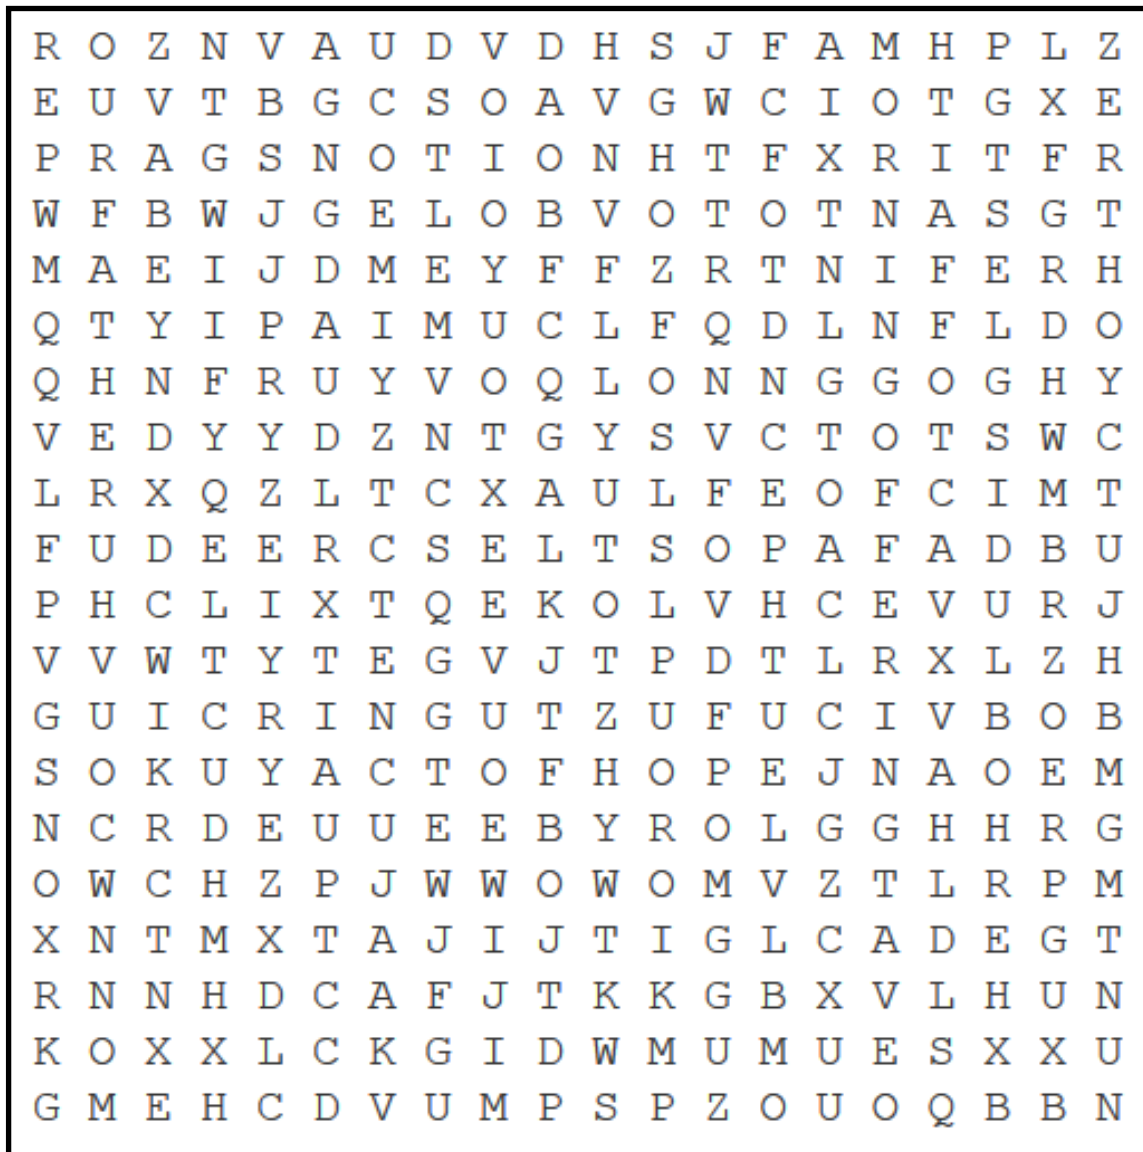 R O Z N V A U D V D H S J F A M H P L Z
E U V T B G C S O A V G W C I O T G X E
P R A G S N O T I O N H T F X R I T F R
W F B W J G E L O B V O T O T N A S G T
M A E I J D M E Y F F Z R T N I F E R H
Q T Y I P A I M U C L F Q D L N F L D O
Q H N F R U Y V O Q L O N N G G O G H Y
V E D Y Y D Z N T G Y S V C T O T S W C
L R X Q Z L T C X A U L F E O F C I M T
F U D E E R C S E L T S O P A F A D B U
P H C L I X T Q E K O L V H C E V U R J
V V W T Y T E G V J T P D T L R X L Z H
G U I C R I N G U T Z U F U C I V B O B
S O K U Y A C T O F H O P E J N A O E M
N C R D E U U E E B Y R O L G G H H R G
O W C H Z P J W W O W O M V Z T L R P M
X N T M X T A J I J T I G L C A D E G T
R N N H D C A F J T K K G B X V L H U N
K O X X L C K G I D W M U M U E S X X U
G M E H C D V U M P S P Z O U O Q B B N